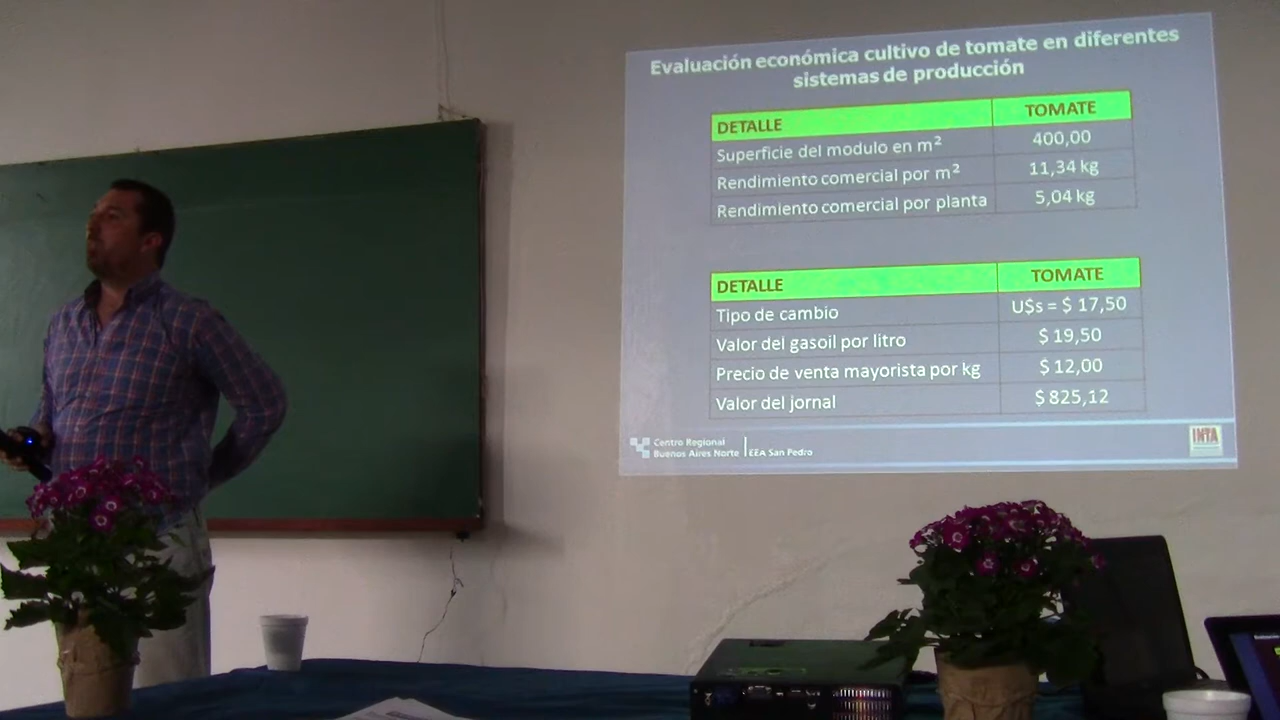 Evaluación económica cultivo de tomate en diferentes
sistemas de producción
DETALLE TOMATE
Superficie del modulo en m² 400,00
Rendimiento comercial por m² 11,34 kg
Rendimiento comercial por planta 5,04 kg
DETALLE TOMATE
Tipo de cambio U$s = $ 17,50
Valor del gasoil por litro $ 19,50
Precio de venta mayorista por kg $ 12,00
Valor del jornal $ 825,12
Centro Regional
Buenos Aires Norte EEA San Pedro
INTA